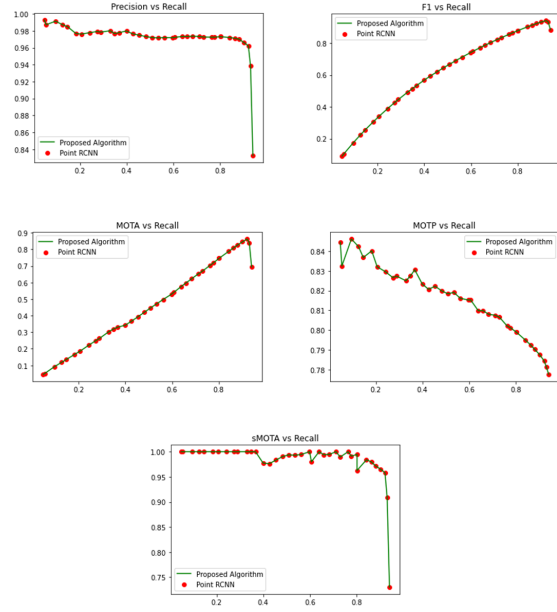 Precision vs Recall
1.00
0.98
0.96
0.94
0.92
0.90
0.88
0.86
0.84
Proposed Algorithm
Point RCNN
0.2 0.4 0.6 0.8
F1 vs Recall
0.8
0.6
0.4
0.2
Proposed Algorithm
Point RCNN
0.2 0.4 0.6 0.8
MOTA vs Recall
0.9
0.8
0.7
0.6
0.5
0.4
0.3
0.2
0.1
Proposed Algorithm
Point RCNN
0.2 0.4 0.6 0.8
MOTP vs Recall
0.84
0.83
0.82
0.81
0.80
0.79
0.78
Proposed Algorithm
Point RCNN
0.2 0.4 0.6 0.8
sMOTA vs Recall
1.00
0.95
0.90
0.85
0.80
0.75
Proposed Algorithm
Point RCNN
0.2 0.4 0.6 0.8